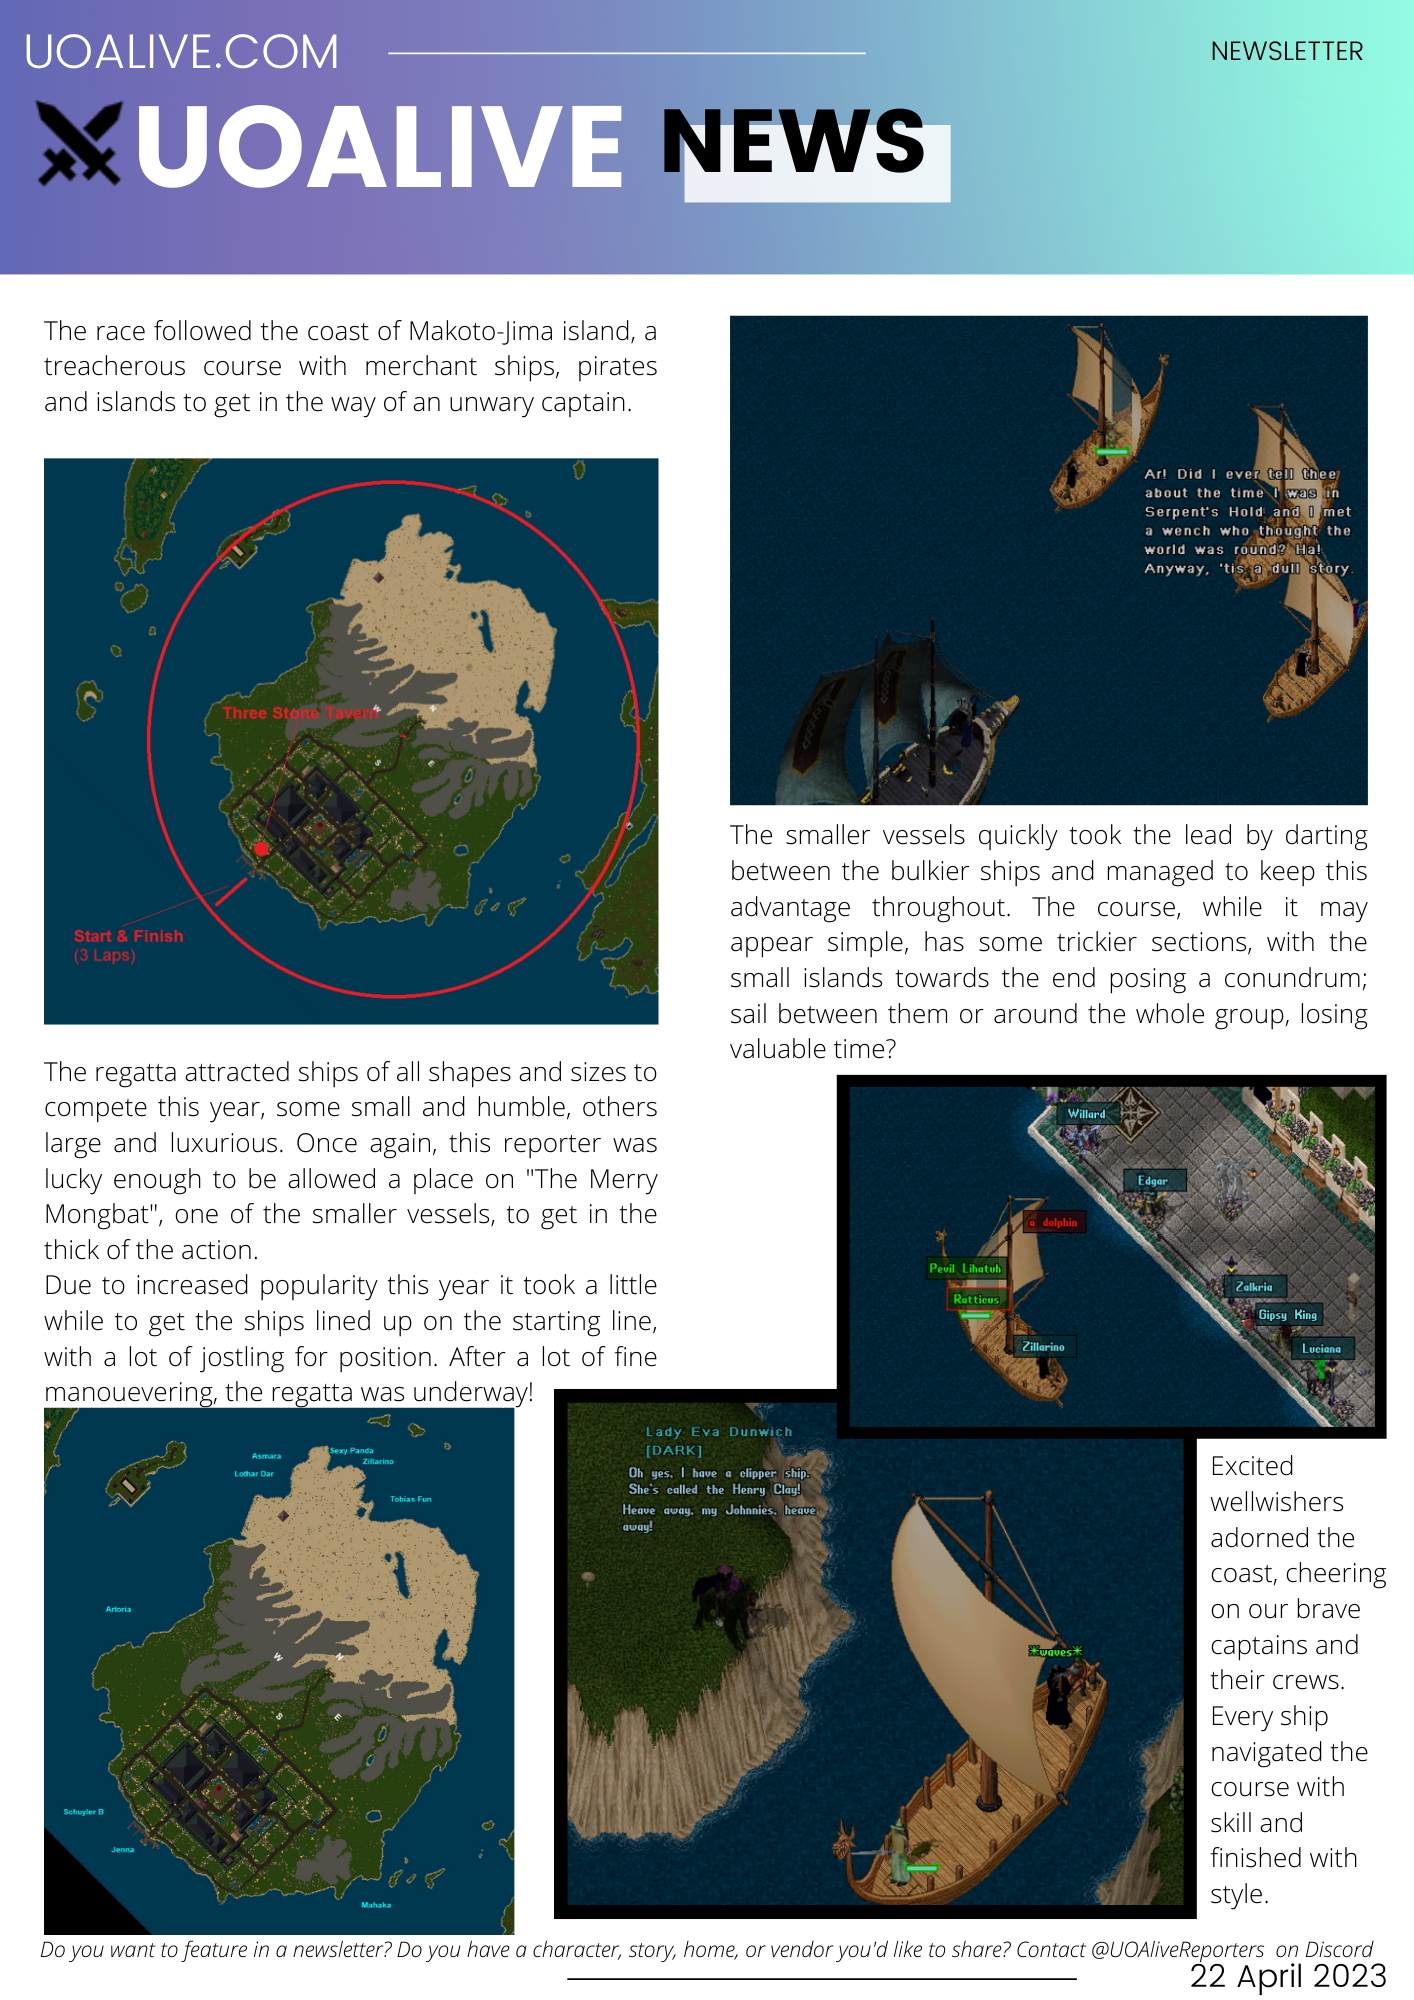 UOALIVE.COM
NEWSLETTER
UOALIVE NEWS
The race followed the coast of Makoto-Jima island, a
treacherous course with merchant ships, pirates
and islands to get in the way of an unwary captain.
Three Stone Tavern
W
N
S
E
E
Start & Finish
(3 Laps)
The regatta attracted ships of all shapes and sizes to
compete this year, some small and humble, others
large and luxurious. Once again, this reporter was
lucky enough to be allowed a place on "The Merry
Mongbat", one of the smaller vessels, to get in the
thick of the action.
Due to increased popularity this year it took a little
while to get the ships lined up on the starting line,
with a lot of jostling for position. After a lot of fine
manouevering, the regatta was underway!
Asmara
Sexy Panda
Zillarino
Lothar Dar
Tobias Fun
Artoria
W
N
S
E
Schuyler B
Jenna
Mahaka
Ar! Did I ever tell thee
about the time I was in
Serpent's Hold and I met
a wench who thought the
world was round? Ha!
Anyway, 'tis a dull story.
The smaller vessels quickly took the lead by darting
between the bulkier ships and managed to keep this
advantage throughout. The course, while it may
appear simple, has some trickier sections, with the
small islands towards the end posing a conundrum;
sail between them or around the whole group, losing
valuable time?
Willard
Edgar
a dolphin
Pevil Lihatuh
Ratticus
Zillarino
Zalkria
Gipsy King
Luciana
Lady Eva Dunwich
[DARK]
Oh yes, I have a clipper ship.
She's called the Henry Clay!
Heave away, my Johnnies, heave
away!
*waves*
Excited
wellwishers
adorned the
coast, cheering
on our brave
captains and
their crews.
Every ship
navigated the
course with
skill and
finished with
style.
Do you want to feature in a newsletter? Do you have a character, story, home, or vendor you'd like to share? Contact @UOAliveReporters on Discord
22 April 2023